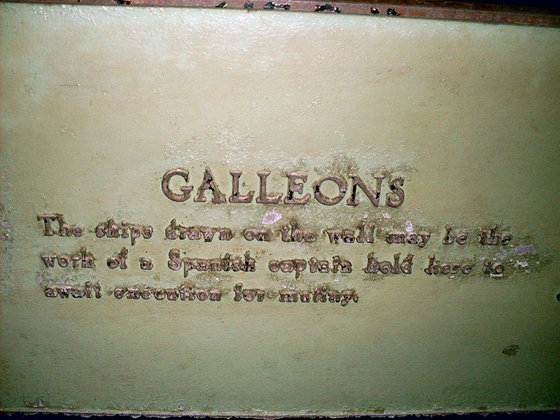 GALLEONS
The ships drawn on the wall may be the
work of a Spanish captain held here to
await execution for mutiny.